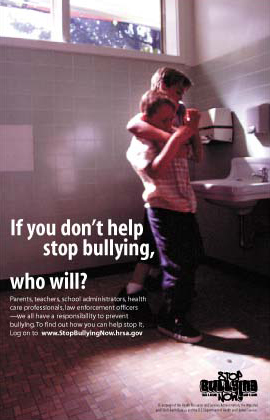 If you don't help
stop bullying,
who will?
Parents, teachers, school administrators, health
care professionals, law enforcement officers
—we all have a responsibility to prevent
bullying. To find out how you can help stop it,
Log on to www.StopBullyingNow.hrsa.gov
STOP
BULLYING
NOW!